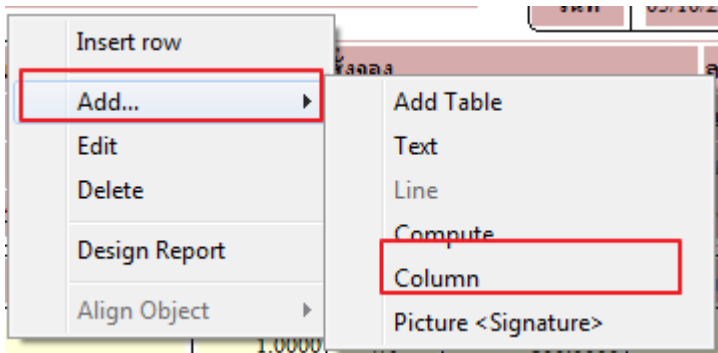 Insert row
Add...
Edit
Delete
Design Report
Align Object
Add Table
Text
Line
Compute
Column
Picture <Signature>
1.0000